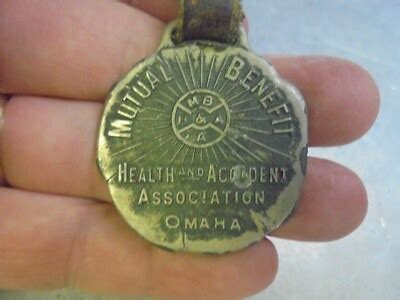 MUTUAL BENEFIT
M B
H & A
A
HEALTH AND ACCIDENT
ASSOCIATION
OMAHA